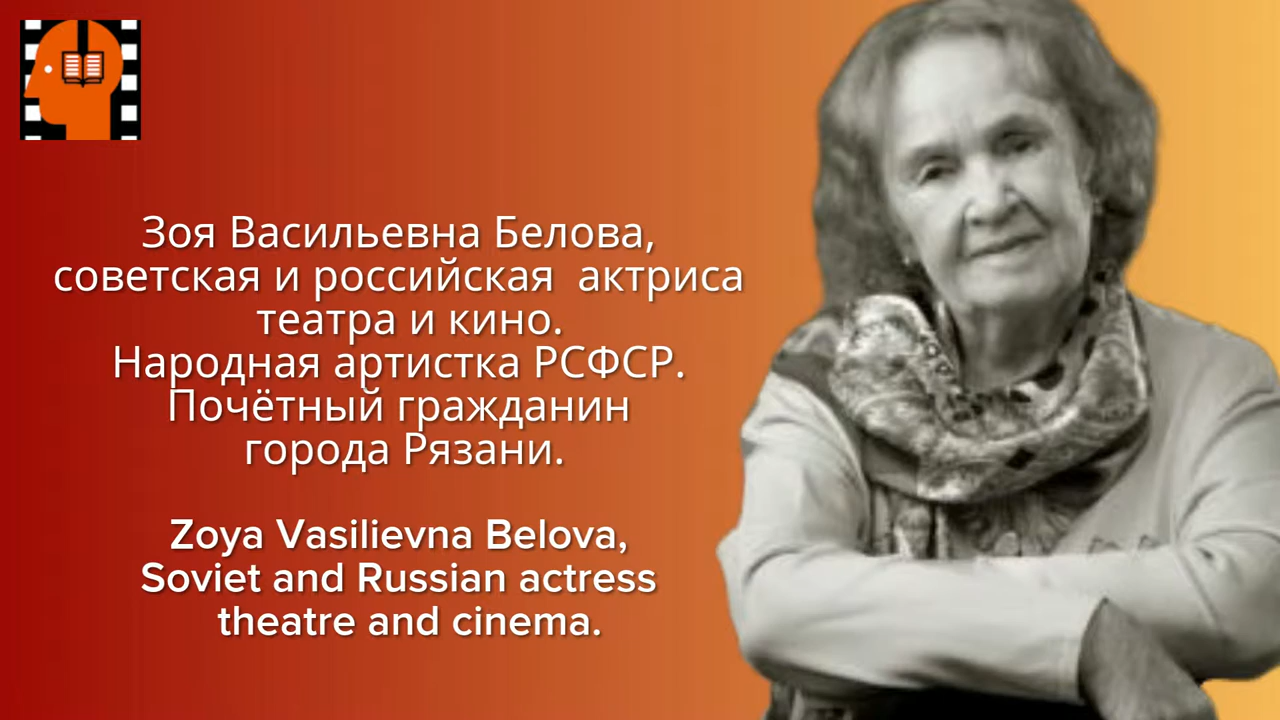 Зоя Васильевна Белова,
советская и российская актриса
театра и кино.
Народная артистка РСФСР.
Почётный гражданин
города Рязани.
Zoya Vasilievna Belova,
Soviet and Russian actress
theatre and cinema.